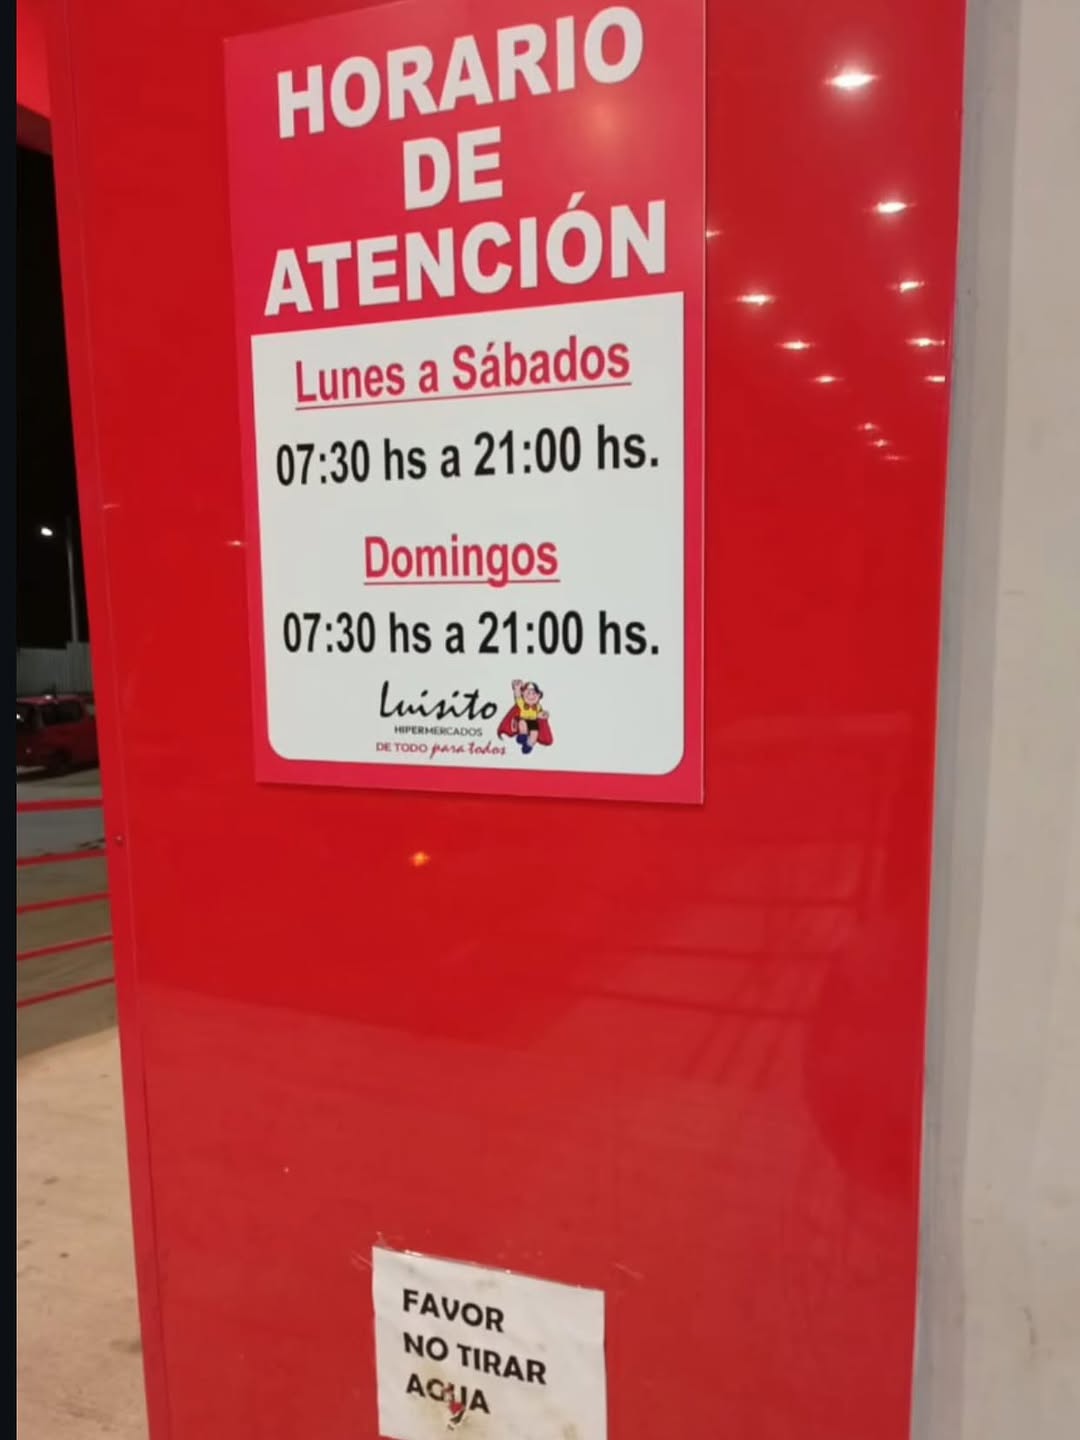 HORARIO
DE
ATENCIÓN
Lunes a Sábados
07:30 hs a 21:00 hs.
Domingos
07:30 hs a 21:00 hs.
Luisito
HIPERMERCADOS
DE TODO para todos
FAVOR
NO TIRAR
AGUA